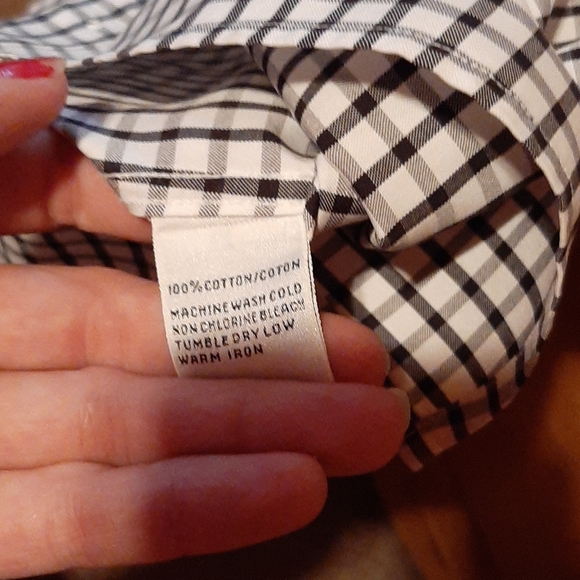 100% COTTON/COTON
MACHINE WASH COLD
NON CHLORINE BLEACH
TUMBLE DRY LOW
WARM IRON